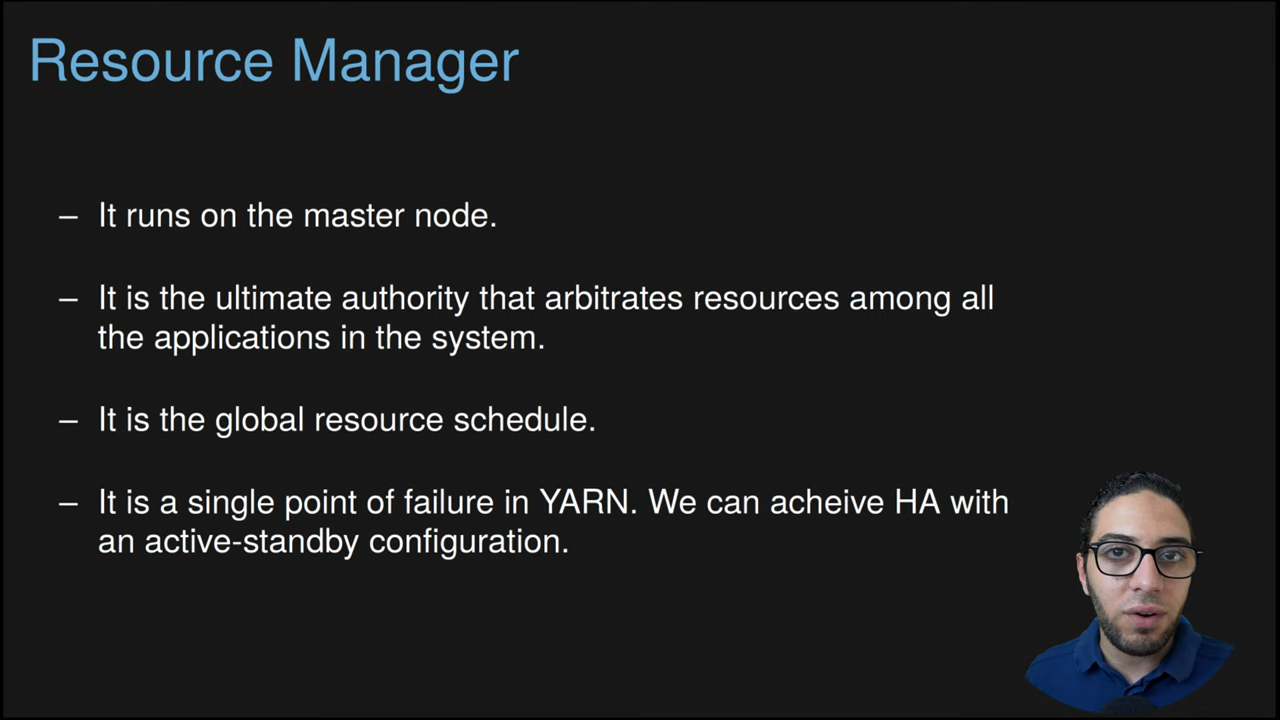 Resource Manager
– It runs on the master node.
– It is the ultimate authority that arbitrates resources among all
the applications in the system.
– It is the global resource schedule.
– It is a single point of failure in YARN. We can acheive HA with
an active-standby configuration.